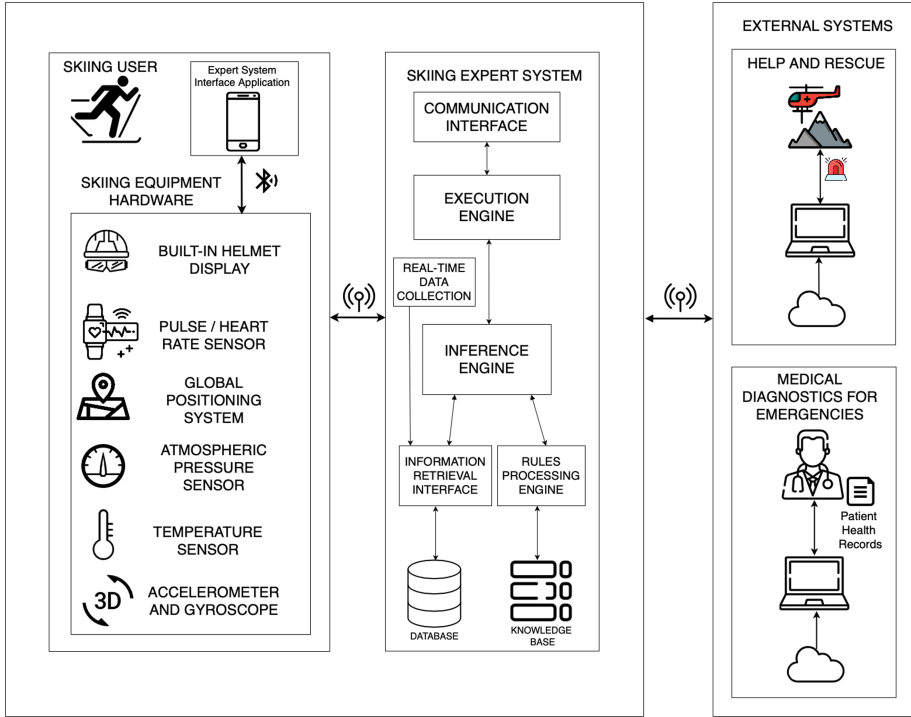 SKIING USER
Expert System
Interface Application
SKIING EQUIPMENT
HARDWARE
BUILT-IN HELMET
DISPLAY
PULSE / HEART
RATE SENSOR
GLOBAL
POSITIONING
SYSTEM
ATMOSPHERIC
PRESSURE
SENSOR
TEMPERATURE
SENSOR
3D
ACCELEROMETER
AND GYROSCOPE
SKIING EXPERT SYSTEM
COMMUNICATION
INTERFACE
EXECUTION
ENGINE
REAL-TIME
DATA
COLLECTION
INFERENCE
ENGINE
INFORMATION
RETRIEVAL
INTERFACE
RULES
PROCESSING
ENGINE
DATABASE
KNOWLEDGE
BASE
EXTERNAL SYSTEMS
HELP AND RESCUE
MEDICAL
DIAGNOSTICS FOR
EMERGENCIES
Patient
Health
Records